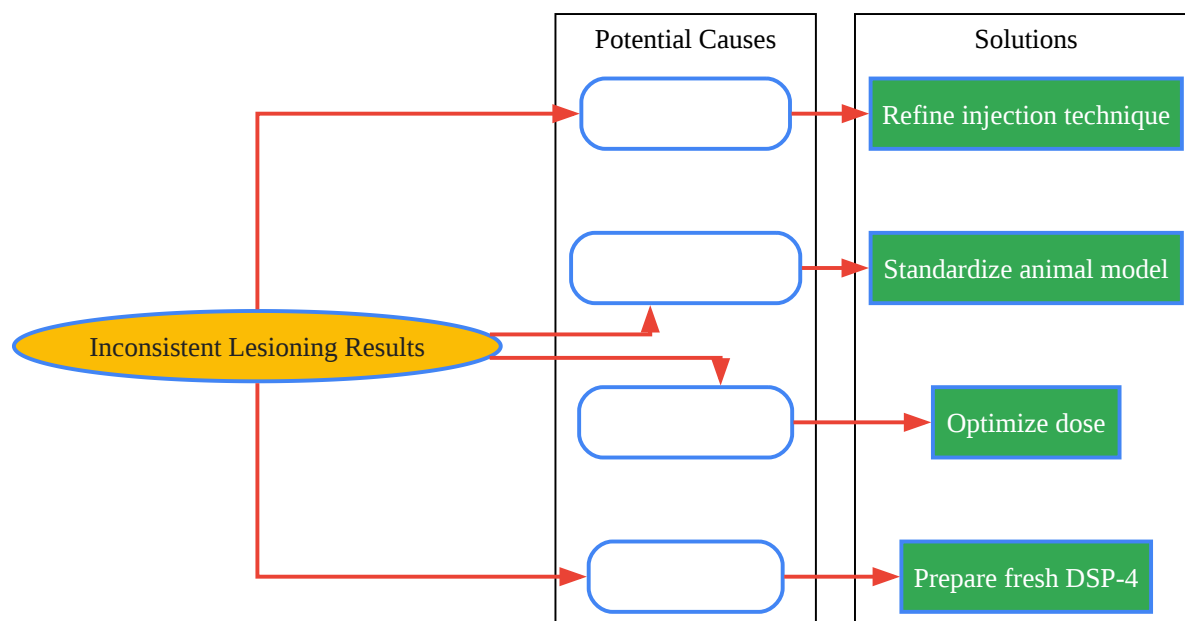 Potential Causes
Solutions
Refine injection technique
Standardize animal model
Inconsistent Lesioning Results
Optimize dose
Prepare fresh DSP-4